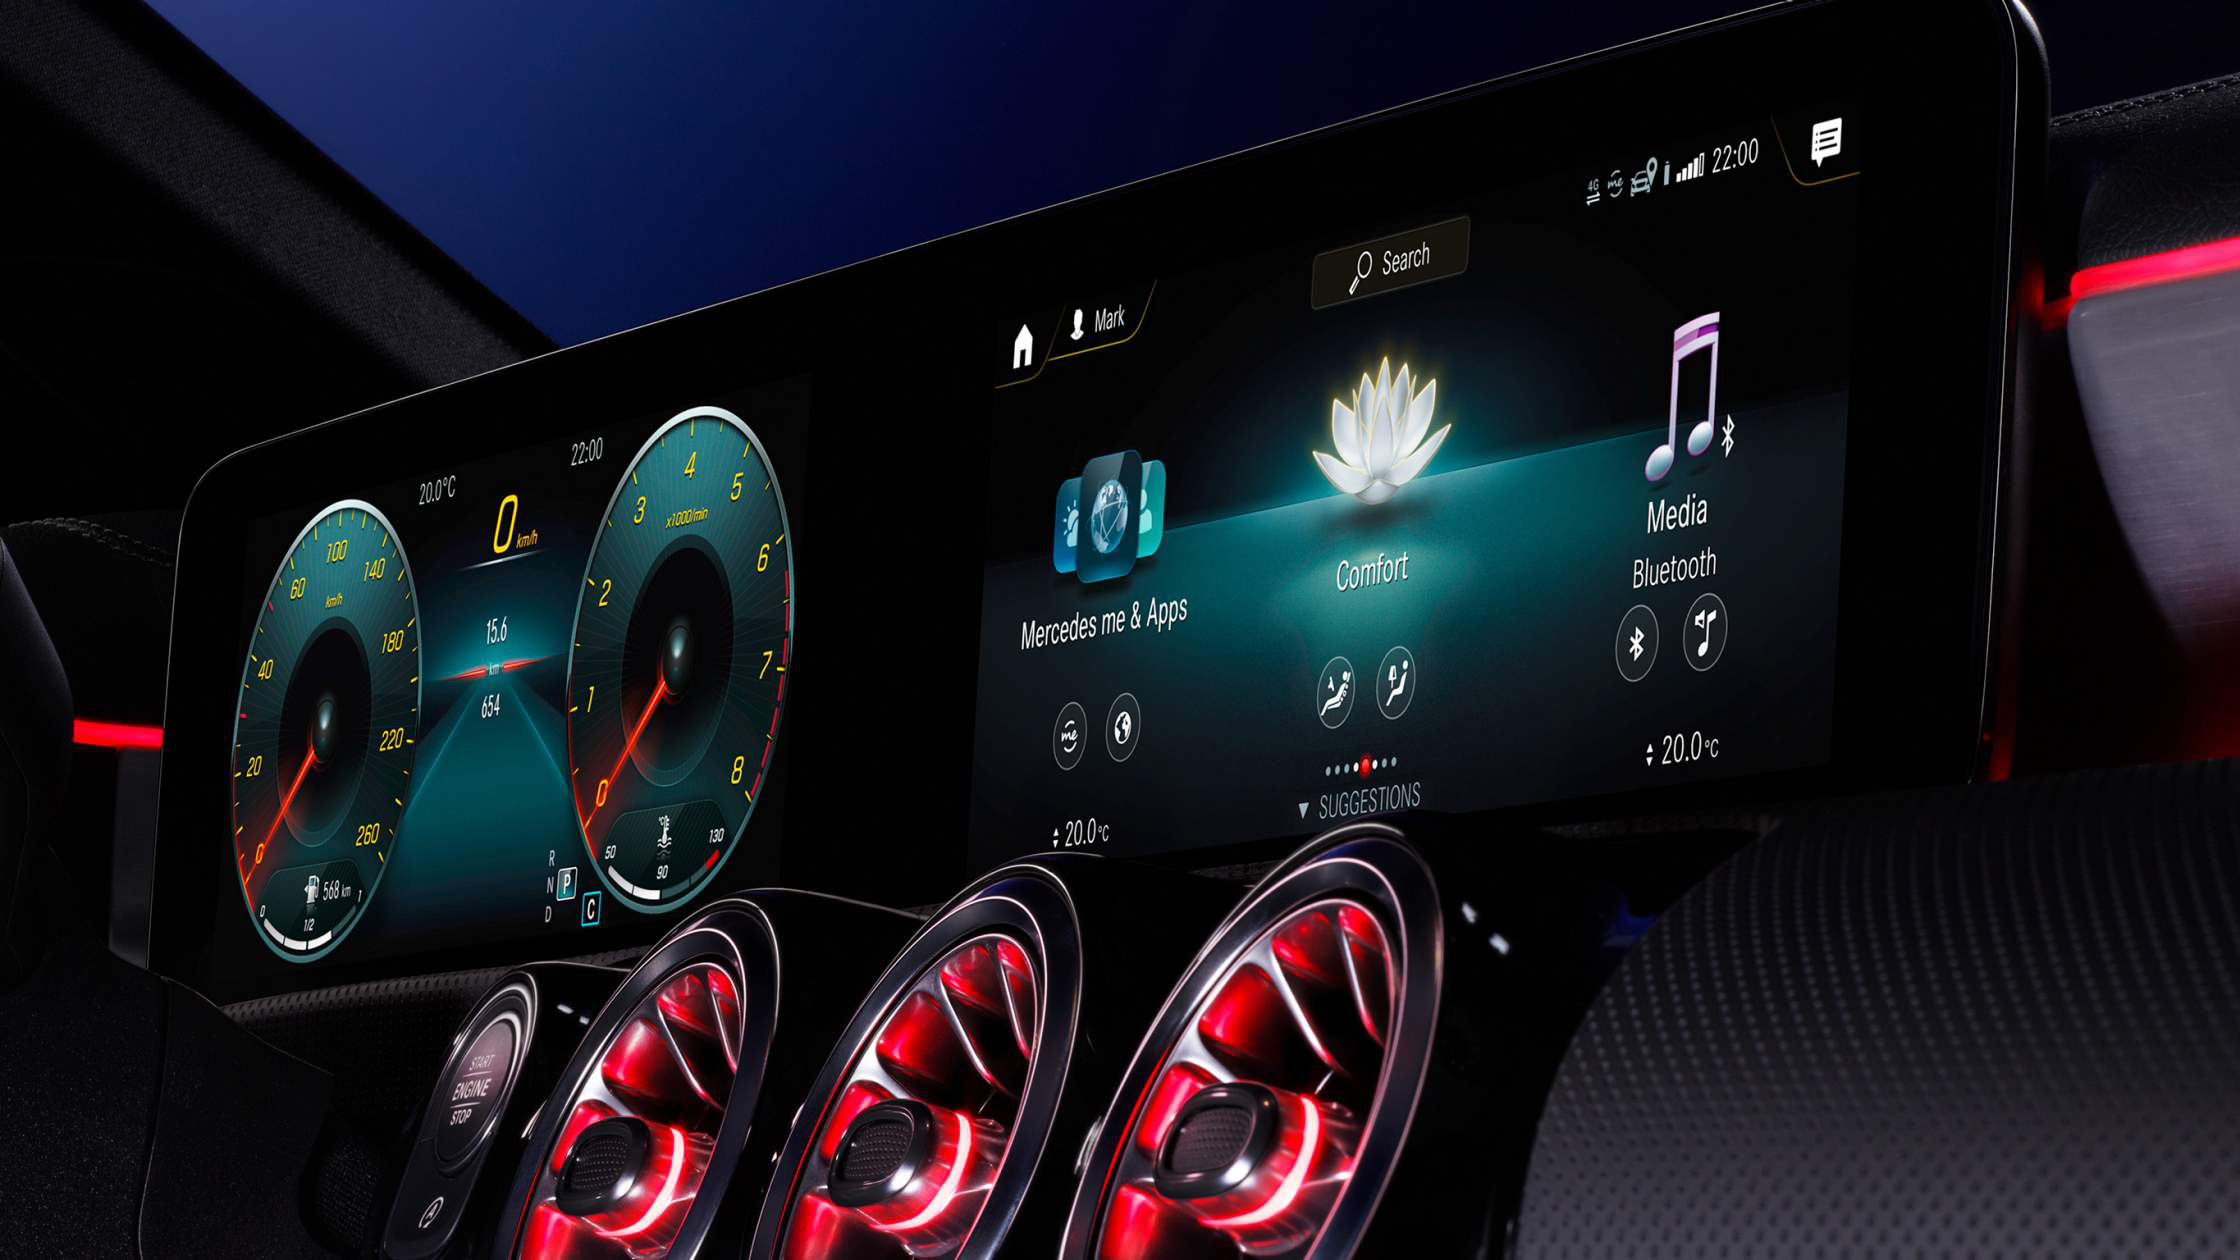 20.0°C
22:00
0 km/h
100
60
140
km/h
180
40
220
20
260
0
568 km
0
1/2
1
15.6
km
654
4
3
5
x1000/min
6
2
7
1
8
0
°C
50
130
90
R
N P
D C
4G me 22:00
Search
Mark
Mercedes me & Apps
me
Comfort
Media
Bluetooth
20.0°C
SUGGESTIONS
20.0°C
START
ENGINE
STOP
A